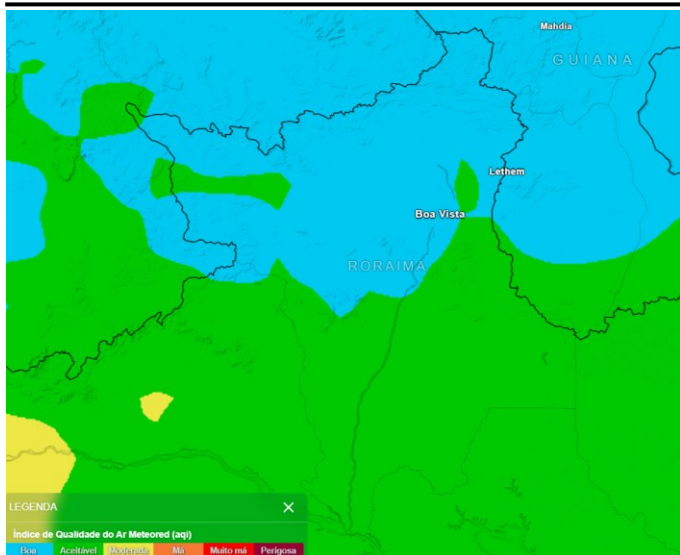 Mahdia
GUIANA
Lethem
Boa Vista
RORAIMA
LEGENDA
Índice de Qualidade do Ar Meteored (aqi)
Boa Aceitável Moderada Má Muito má Perigosa